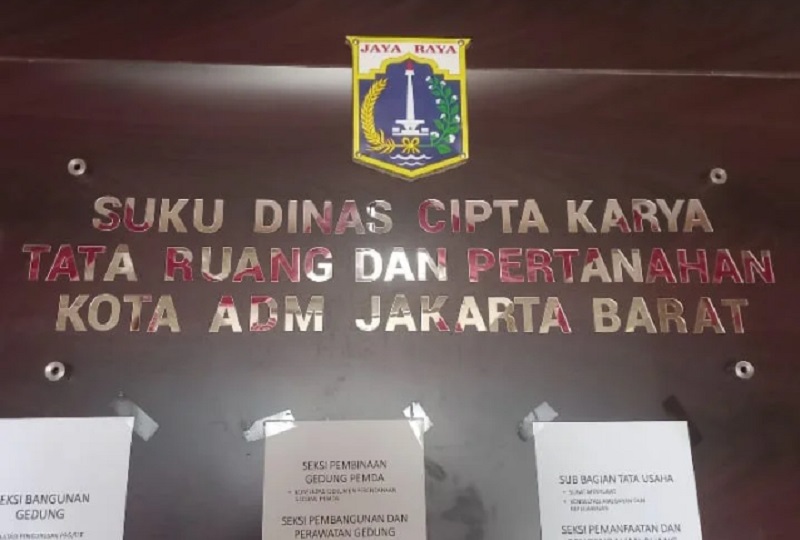 JAYA RAYA
SUKU DINAS CIPTA KARYA
TATA RUANG DAN PERTANAHAN
KOTA ADM JAKARTA BARAT
EKSI BANGUNAN
GEDUNG
SEKSI PEMBINAAN
GEDUNG PEMDA
SEKSI PEMBANGUNAN DAN
PERAWATAN GEDUNG
SUB BAGIAN TATA USAHA
SEKSI PEMANFAATAN DAN